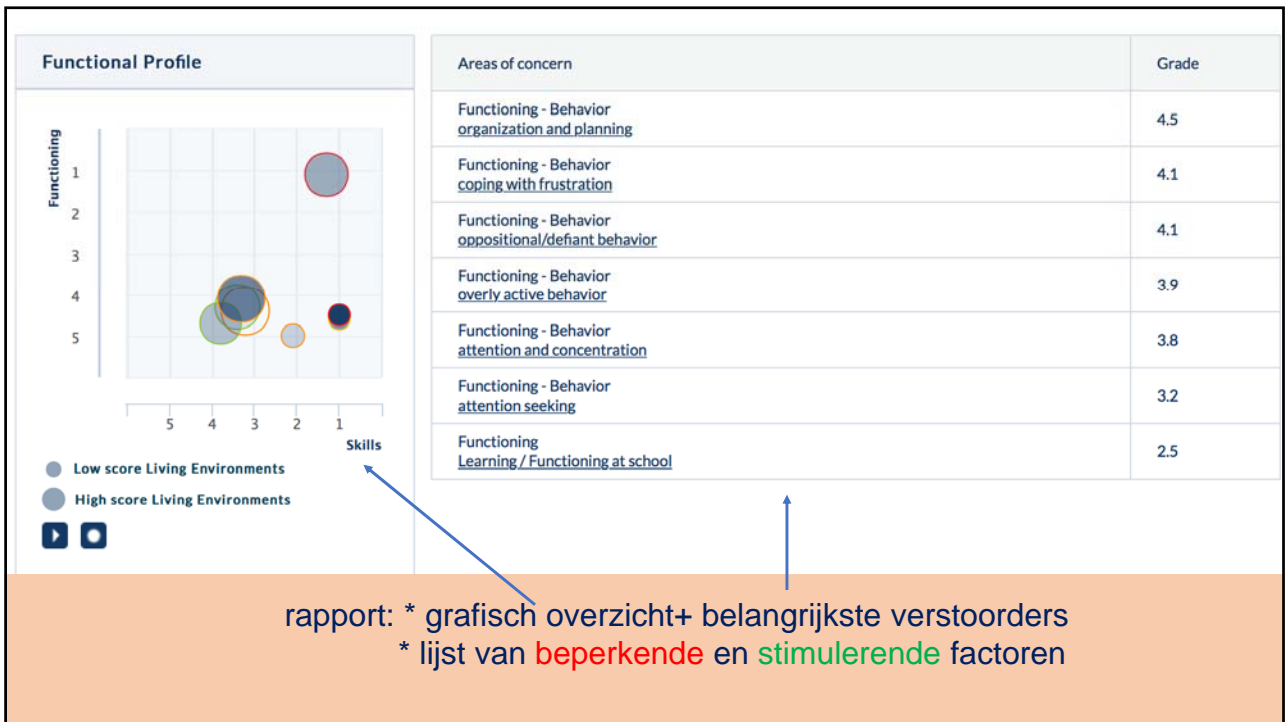 Functional Profile
Functioning
1
2
3
4
5
5 4 3 2 1
Skills
Low score Living Environments
High score Living Environments
Areas of concern Grade
Functioning - Behavior
organization and planning
4.5
Functioning - Behavior
coping with frustration
4.1
Functioning - Behavior
oppositional/defiant behavior
4.1
Functioning - Behavior
overly active behavior
3.9
Functioning - Behavior
attention and concentration
3.8
Functioning - Behavior
attention seeking
3.2
Functioning
Learning / Functioning at school
2.5
rapport: * grafisch overzicht+ belangrijkste verstoorders
* lijst van beperkende en stimulerende factoren